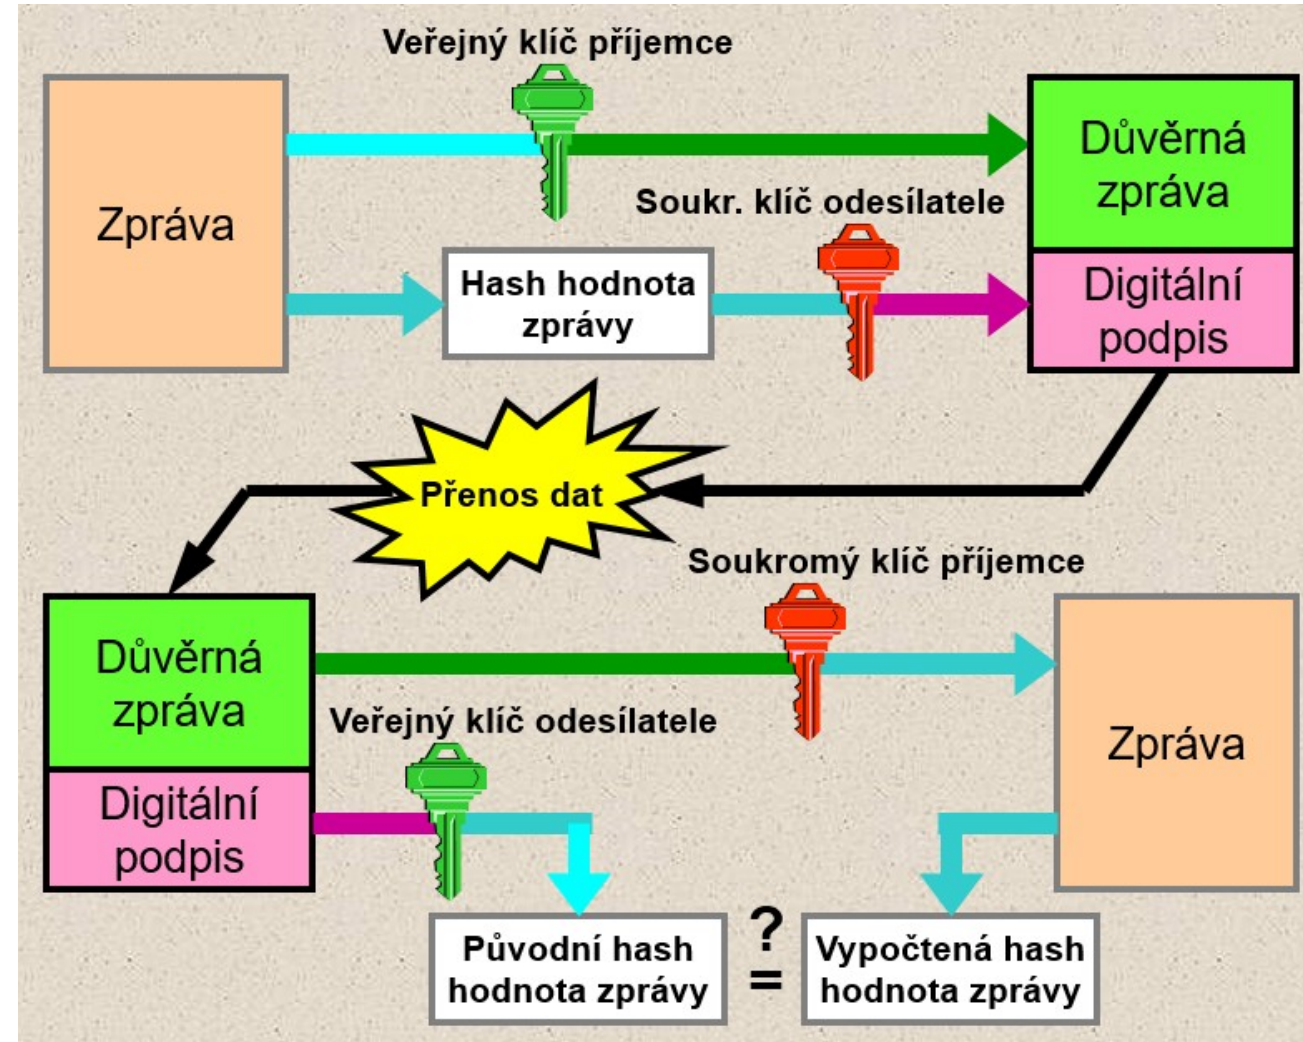 Veřejný klíč příjemce
Zpráva
Důvěrná
zpráva
Soukr. klíč odesílatele
Hash hodnota
zprávy
Digitální
podpis
Přenos dat
Soukromý klíč příjemce
Důvěrná
zpráva
Veřejný klíč odesílatele
Zpráva
Digitální
podpis
Původní hash
hodnota zprávy
?
=
Vypočtená hash
hodnota zprávy